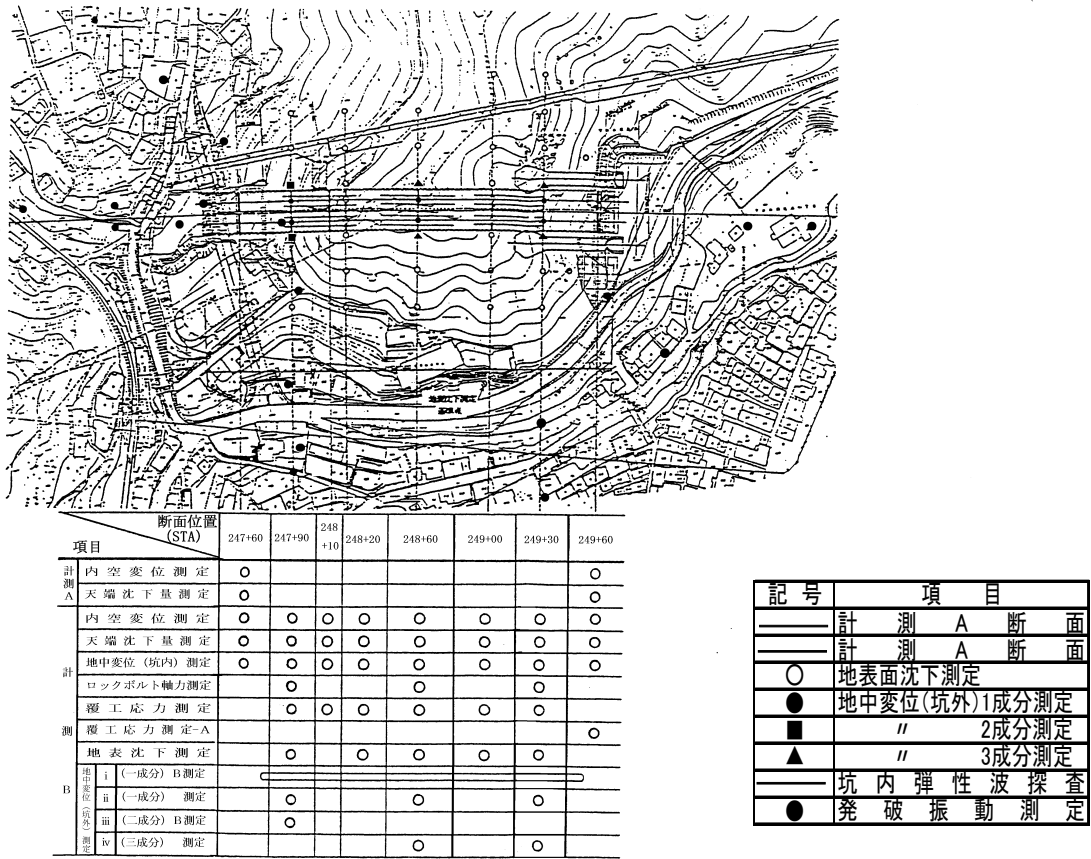 地表沈下測定
断面位置
(STA)
項目
247+60
247+90
248
+10
248+20
248+60
249+00
249+30
249+60
計測A
内空変位測定
天端沈下量測定
計測B
内空変位測定
天端沈下量測定
地中変位(坑内)測定
ロックボルト軸力測定
覆工応力測定
覆工応力測定-A
地表沈下測定
地中変位(坑外)測定
i (一成分)B測定
ii (一成分) 測定
iii (二成分)B測定
iv (三成分) 測定
記号 項目
計測A断面
計測A断面
地表面沈下測定
地中変位(坑外)1成分測定
〃 2成分測定
〃 3成分測定
坑内弾性波探査
発破振動測定